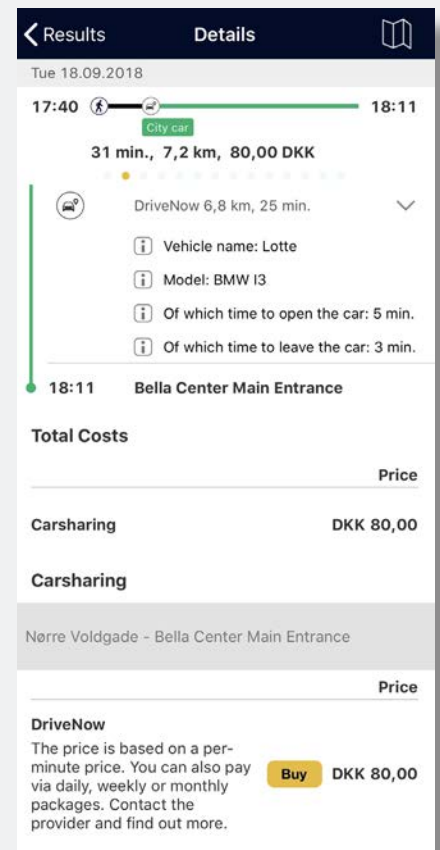 Results Details
Tue 18.09.2018
17:40 18:11
City car
31 min., 7,2 km, 80,00 DKK
DriveNow 6,8 km, 25 min.
i Vehicle name: Lotte
i Model: BMW I3
i Of which time to open the car: 5 min.
i Of which time to leave the car: 3 min.
18:11 Bella Center Main Entrance
Total Costs
Price
Carsharing DKK 80,00
Carsharing
Nørre Voldgade - Bella Center Main Entrance
Price
DriveNow
The price is based on a per-
minute price. You can also pay
via daily, weekly or monthly
packages. Contact the
provider and find out more.
Buy DKK 80,00